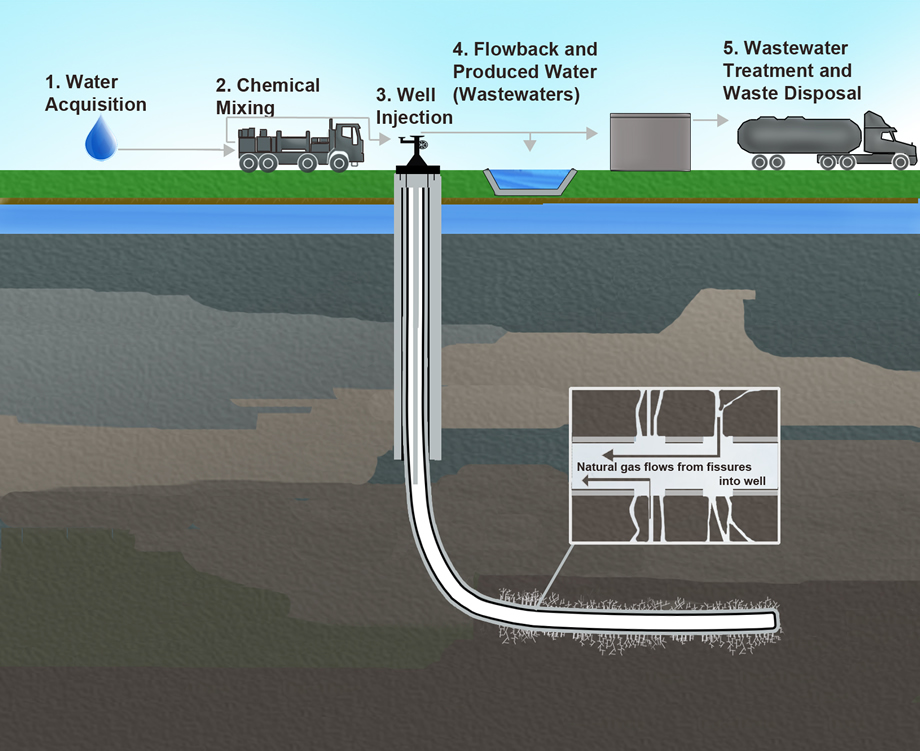 1. Water
Acquisition
2. Chemical
Mixing
3. Well
Injection
4. Flowback and
Produced Water
(Wastewaters)
5. Wastewater
Treatment and
Waste Disposal
Natural gas flows from fissures
into well